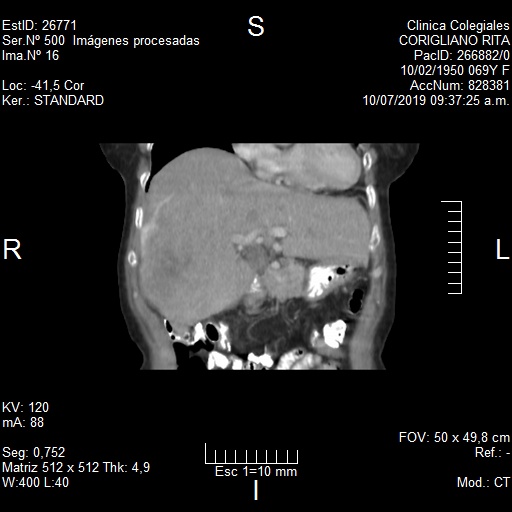 EstID: 26771
Ser.Nº 500 Imágenes procesadas
Ima.Nº 16
Loc: -41,5 Cor
Ker.: STANDARD
S
Clinica Colegiales
CORIGLIANO RITA
PacID: 266882/0
10/02/1950 069Y F
AccNum: 828381
10/07/2019 09:37:25 a.m.
R
L
KV: 120
mA: 88
Seg: 0,752
Matriz 512 x 512 Thk: 4,9
W:400 L:40
Esc 1=10 mm
I
FOV: 50 x 49,8 cm
Ref.: -
Mod.: CT